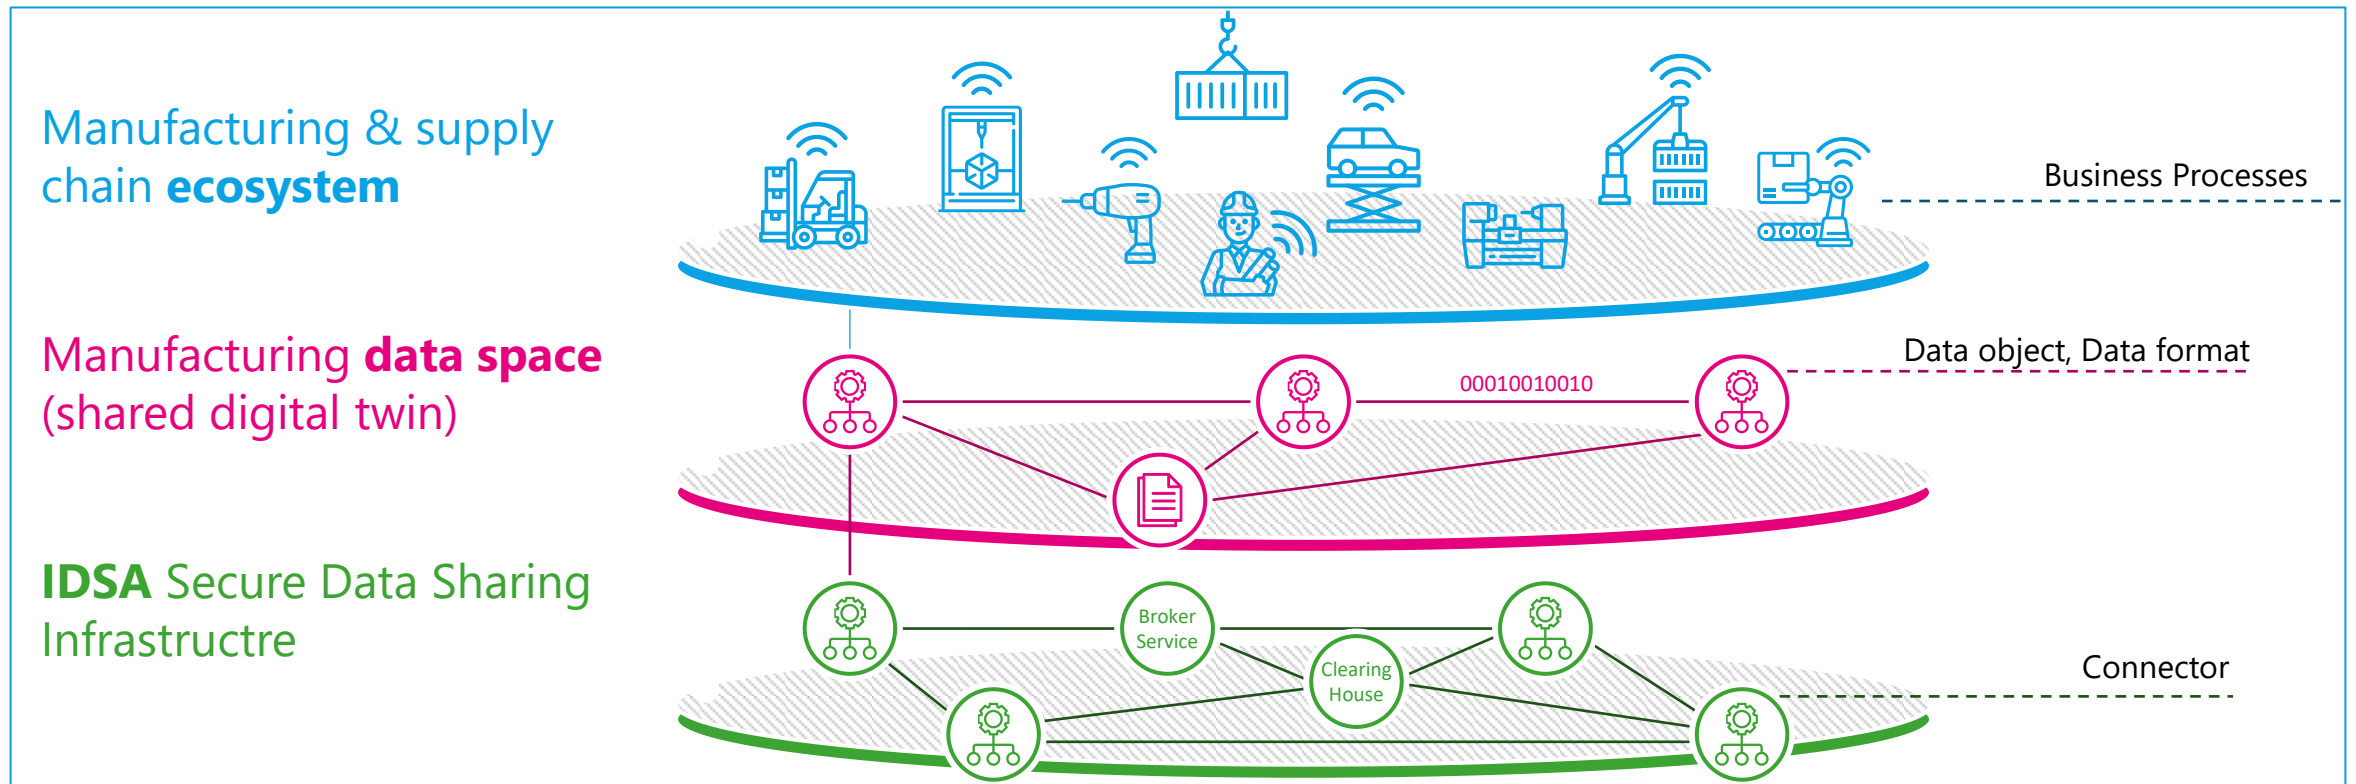 Manufacturing & supply
chain ecosystem
Business Processes
Manufacturing data space
(shared digital twin)
00010010010
Data object, Data format
IDSA Secure Data Sharing
Infrastructre
Broker
Service
Clearing
House
Connector